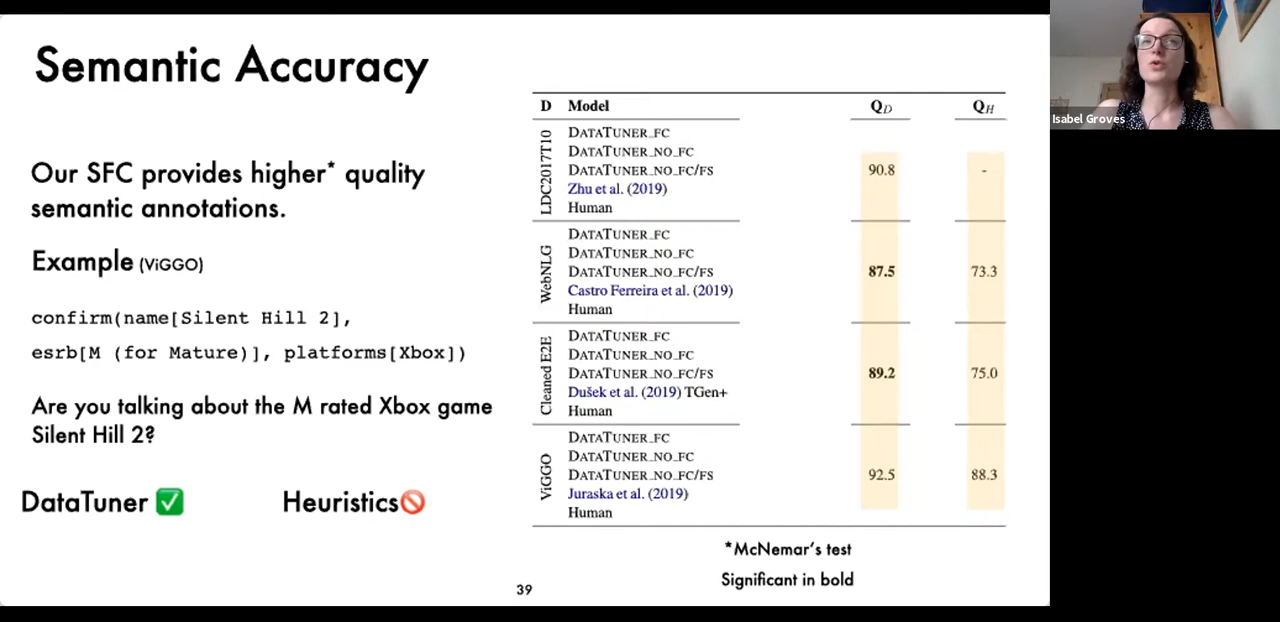 Semantic Accuracy
Our SFC provides higher* quality
semantic annotations.
Example (ViGGO)
confirm(name[Silent Hill 2],
esrb[M (for Mature)], platforms[Xbox])
Are you talking about the M rated Xbox game
Silent Hill 2?
DataTuner ✅ Heuristics🚫
D Model QD QH
LDC2017T10
DATATUNER_FC
DATATUNER_NO_FC
DATATUNER_NO_FC/FS 90.8 -
Zhu et al. (2019)
Human
WebNLG
DATATUNER_FC
DATATUNER_NO_FC
DATATUNER_NO_FC/FS 87.5 73.3
Castro Ferreira et al. (2019)
Human
Cleaned E2E
DATATUNER_FC
DATATUNER_NO_FC
DATATUNER_NO_FC/FS 89.2 75.0
Dušek et al. (2019) TGen+
Human
ViGGO
DATATUNER_FC
DATATUNER_NO_FC
DATATUNER_NO_FC/FS 92.5 88.3
Juraska et al. (2019)
Human
*McNemar's test
Significant in bold
39
Isabel Groves